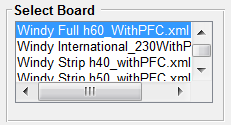 Select Board
Windy Full h60_WithPFC.xml
Windy International_230WithP
Windy Strip h40_withPFC.xml
Windy Strip h50_withPFC.xml